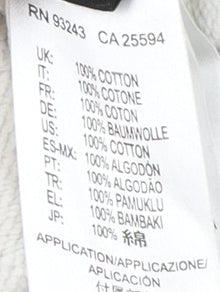 RN 93243 CA 25594
UK: 100% COTTON
IT: 100% COTONE
FR: 100% COTON
DE: 100% BAUMWOLLE
US: 100% COTTON
ES-MX: 100% ALGODÓN
PT: 100% ALGODÃO
TR: 100% PAMUKLU
EL: 100% BAMBAKI
JP: 100% 綿
APPLICATION/APPLICAZIONE/
APLICACIÓN